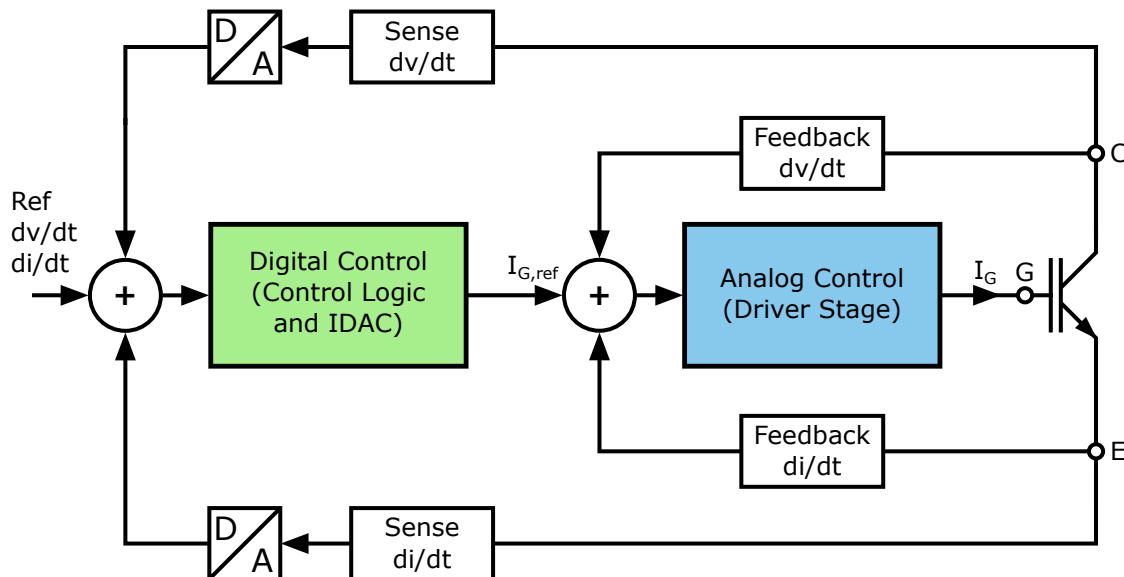 D
A
Sense
dv/dt
Feedback
dv/dt
C
Ref
dv/dt
di/dt
+
Digital Control
(Control Logic
and IDAC)
I_G,ref
+
Analog Control
(Driver Stage)
I_G
G
Feedback
di/dt
E
D
A
Sense
di/dt